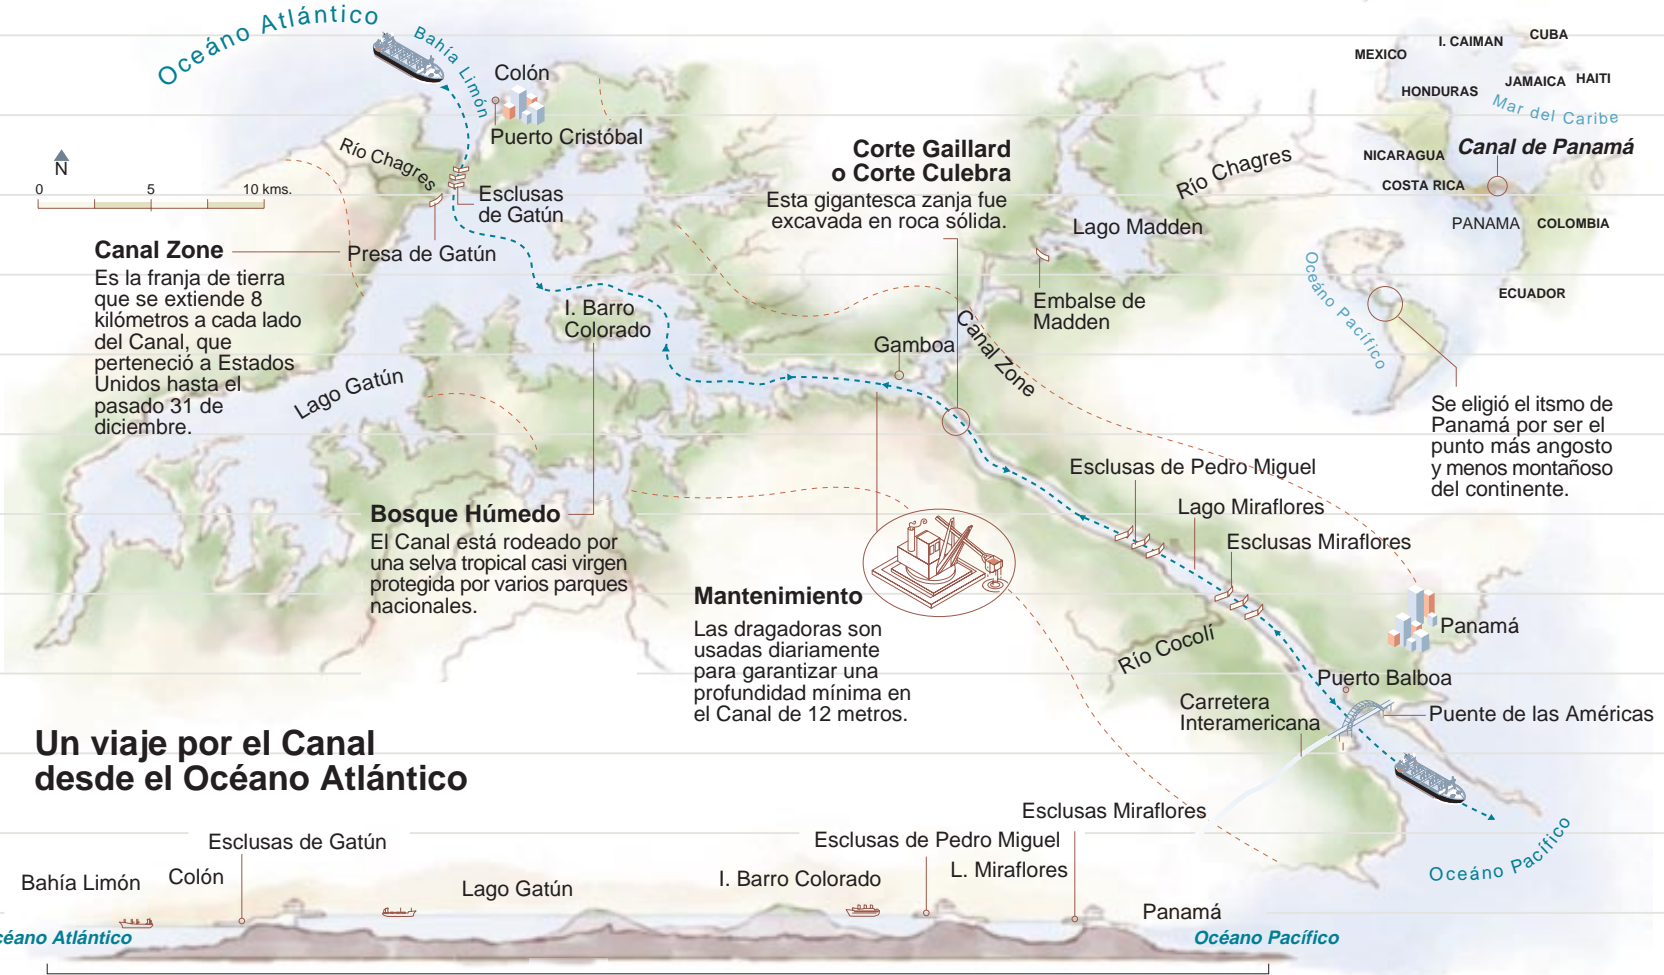 Oceáno Atlántico
Bahía Limón
Colón
Puerto Cristóbal
Río Chagres
N
0 5 10 kms.
Esclusas
de Gatún
Presa de Gatún
Canal Zone
Es la franja de tierra
que se extiende 8
kilómetros a cada lado
del Canal, que
perteneció a Estados
Unidos hasta el
pasado 31 de
diciembre.
Lago Gatún
I. Barro
Colorado
Bosque Húmedo
El Canal está rodeado por
una selva tropical casi virgen
protegida por varios parques
nacionales.
Corte Gaillard
o Corte Culebra
Esta gigantesca zanja fue
excavada en roca sólida.
Río Chagres
Lago Madden
Embalse de
Madden
Gamboa
Canal Zone
Mantenimiento
Las dragadoras son
usadas diariamente
para garantizar una
profundidad mínima en
el Canal de 12 metros.
Esclusas de Pedro Miguel
Lago Miraflores
Esclusas Miraflores
Río Cocolí
Panamá
Puerto Balboa
Carretera
Interamericana
Puente de las Américas
Oceáno Pacífico
MEXICO
I. CAIMAN
CUBA
HONDURAS
JAMAICA
HAITI
Mar del Caribe
NICARAGUA
Canal de Panamá
COSTA RICA
PANAMA
COLOMBIA
ECUADOR
Oceáno Pacífico
Se eligió el itsmo de
Panamá por ser el
punto más angosto
y menos montañoso
del continente.
Un viaje por el Canal
desde el Océano Atlántico
Bahía Limón
Colón
Esclusas de Gatún
Lago Gatún
I. Barro Colorado
Esclusas de Pedro Miguel
L. Miraflores
Esclusas Miraflores
Panamá
céano Atlántico
Océano Pacífico